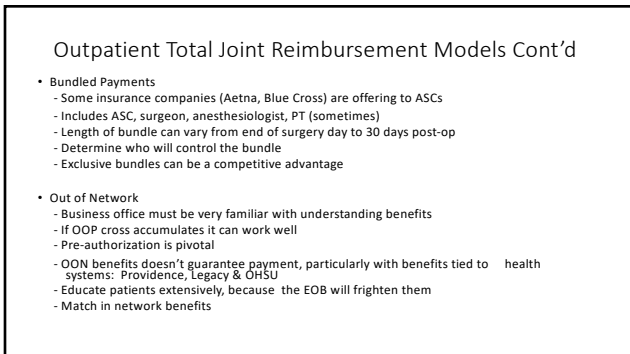 Outpatient Total Joint Reimbursement Models Cont’d
• Bundled Payments
- Some insurance companies (Aetna, Blue Cross) are offering to ASCs
- Includes ASC, surgeon, anesthesiologist, PT (sometimes)
- Length of bundle can vary from end of surgery day to 30 days post-op
- Determine who will control the bundle
- Exclusive bundles can be a competitive advantage
• Out of Network
- Business office must be very familiar with understanding benefits
- If OOP cross accumulates it can work well
- Pre-authorization is pivotal
- OON benefits doesn’t guarantee payment, particularly with benefits tied to health
systems: Providence, Legacy & OHSU
- Educate patients extensively, because the EOB will frighten them
- Match in network benefits